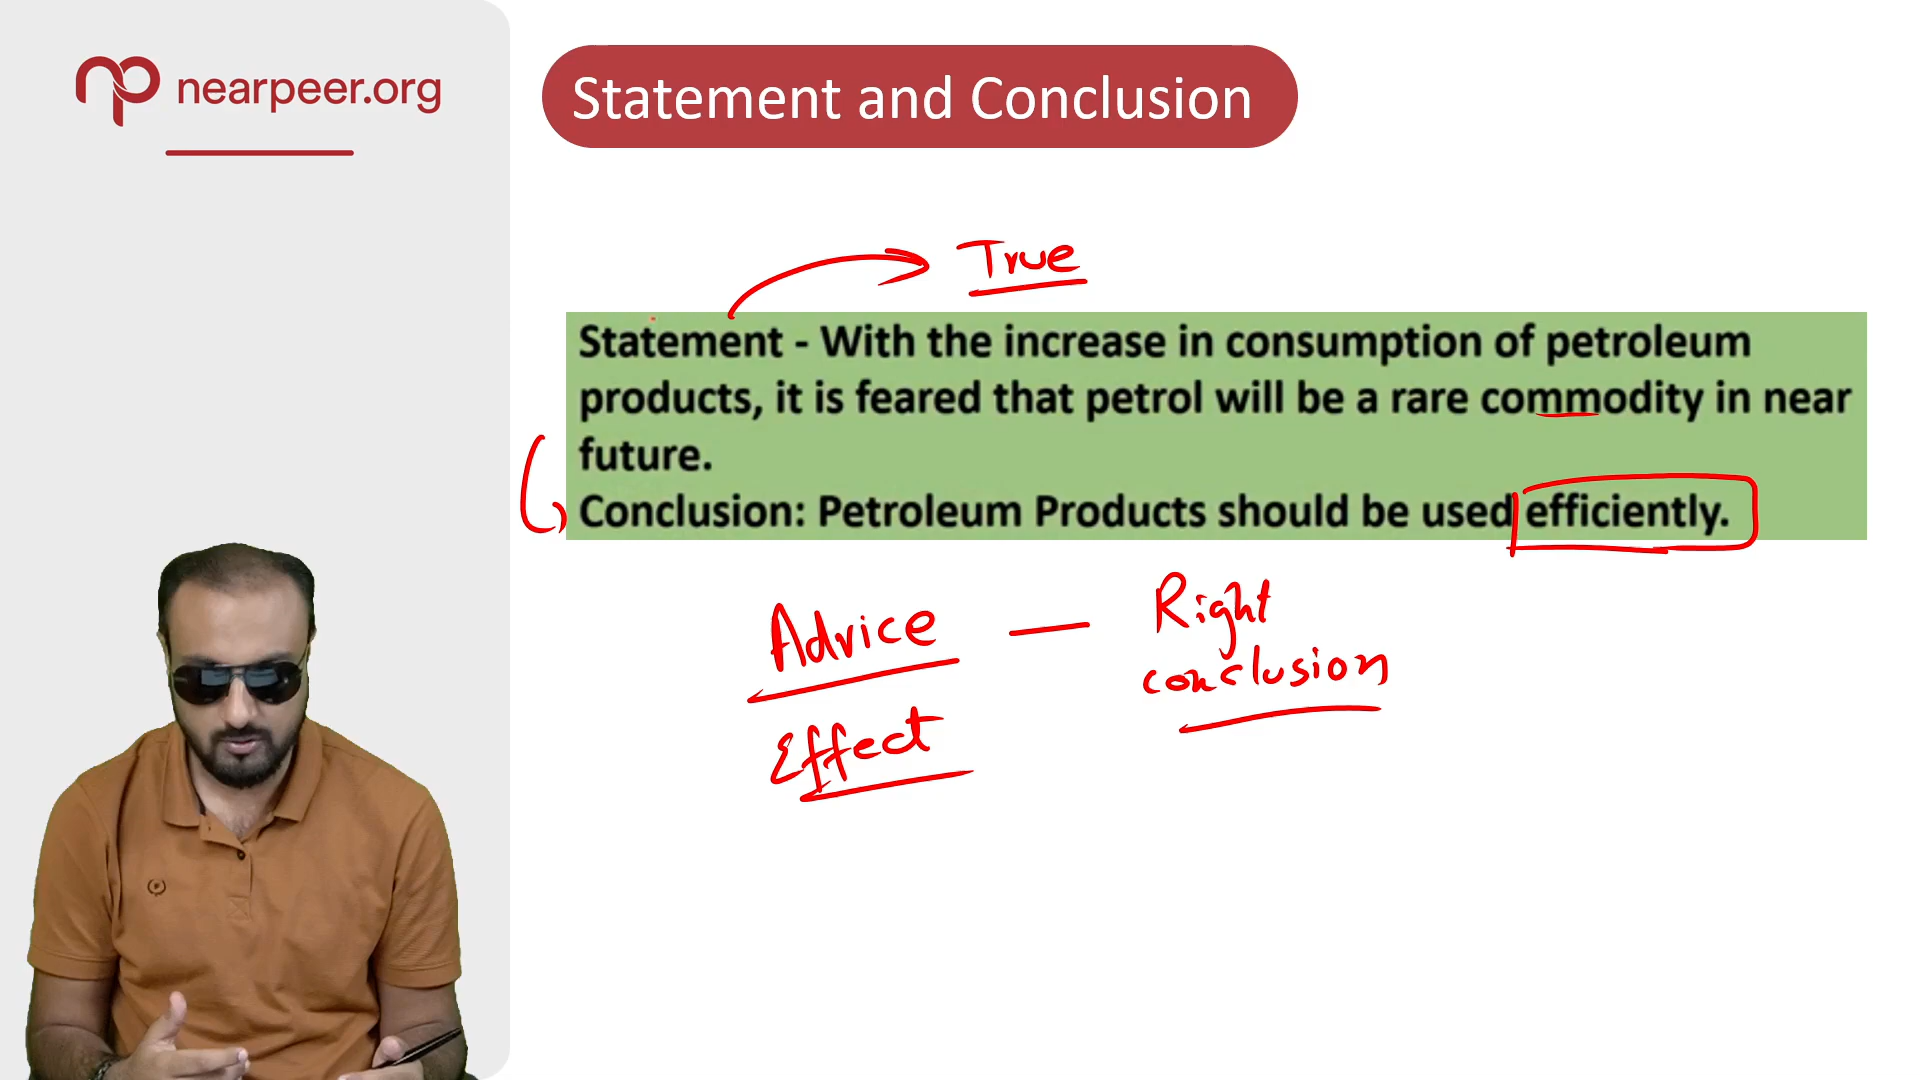 nearpeer.org
Statement and Conclusion
True
Statement - With the increase in consumption of petroleum
products, it is feared that petrol will be a rare commodity in near
future.
Conclusion: Petroleum Products should be used efficiently.
Advice — Right
conclusion
Effect